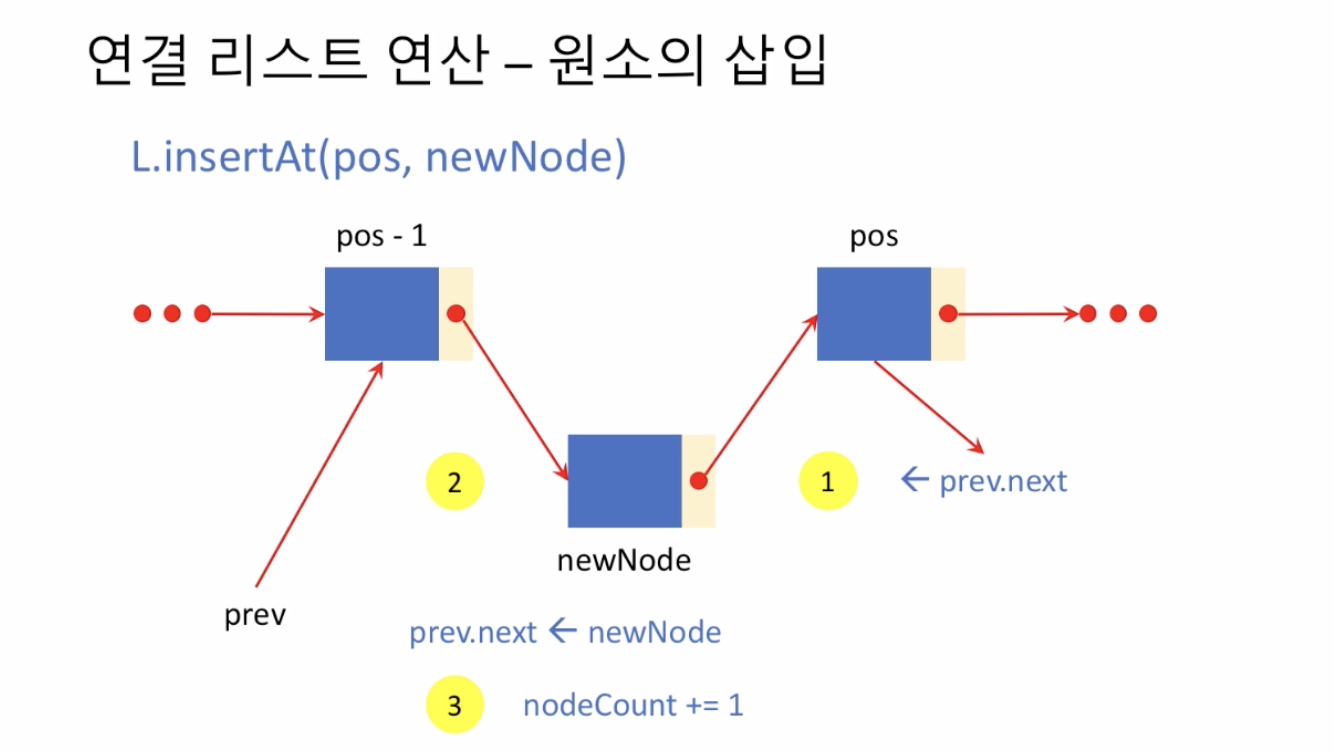 연결 리스트 연산 – 원소의 삽입
L.insertAt(pos, newNode)
pos - 1
pos
2
1
← prev.next
newNode
prev
prev.next ← newNode
3 nodeCount += 1